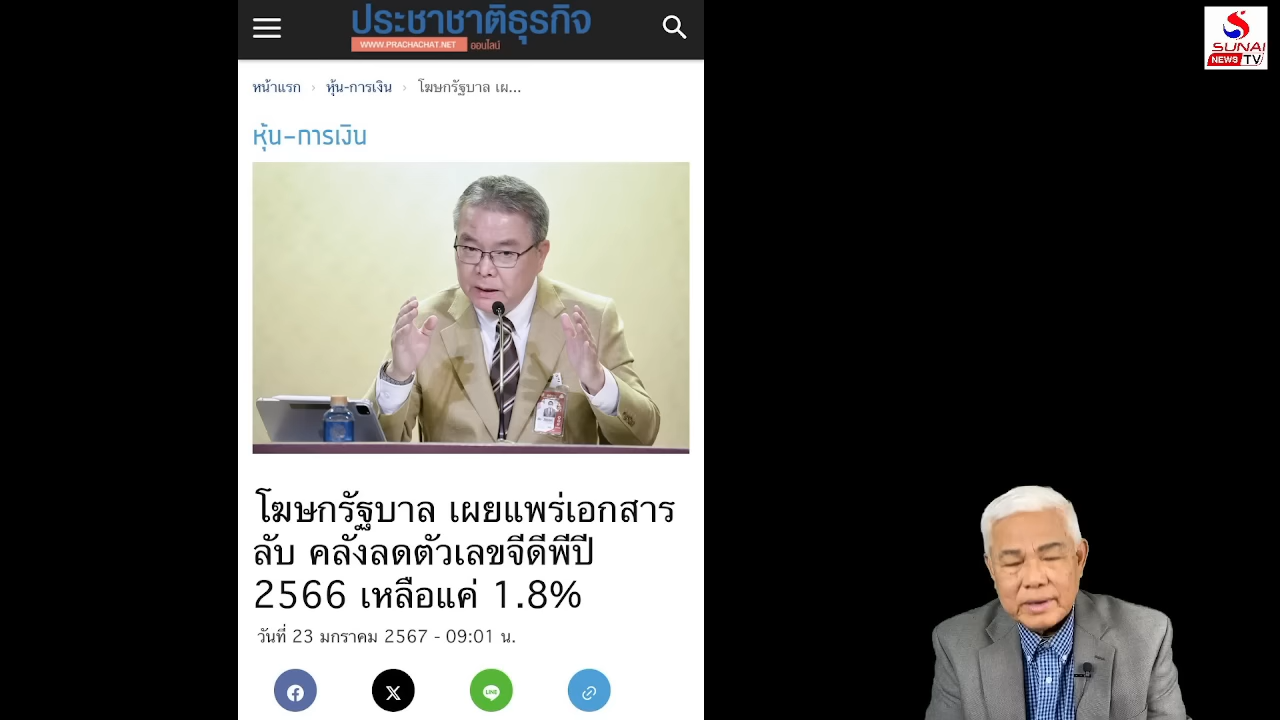 ประชาชาติธุรกิจ
WWW.PRACHACHAT.NET ออนไลน์
SUNAI
NEWS TV
หน้าแรก › หุ้น-การเงิน › โฆษกรัฐบาล เผ...
หุ้น-การเงิน
โฆษกรัฐบาล เผยแพร่เอกสาร
ลับ คลังลดตัวเลขจีดีพีปี
2566 เหลือแค่ 1.8%
วันที่ 23 มกราคม 2567 - 09:01 น.
LINE